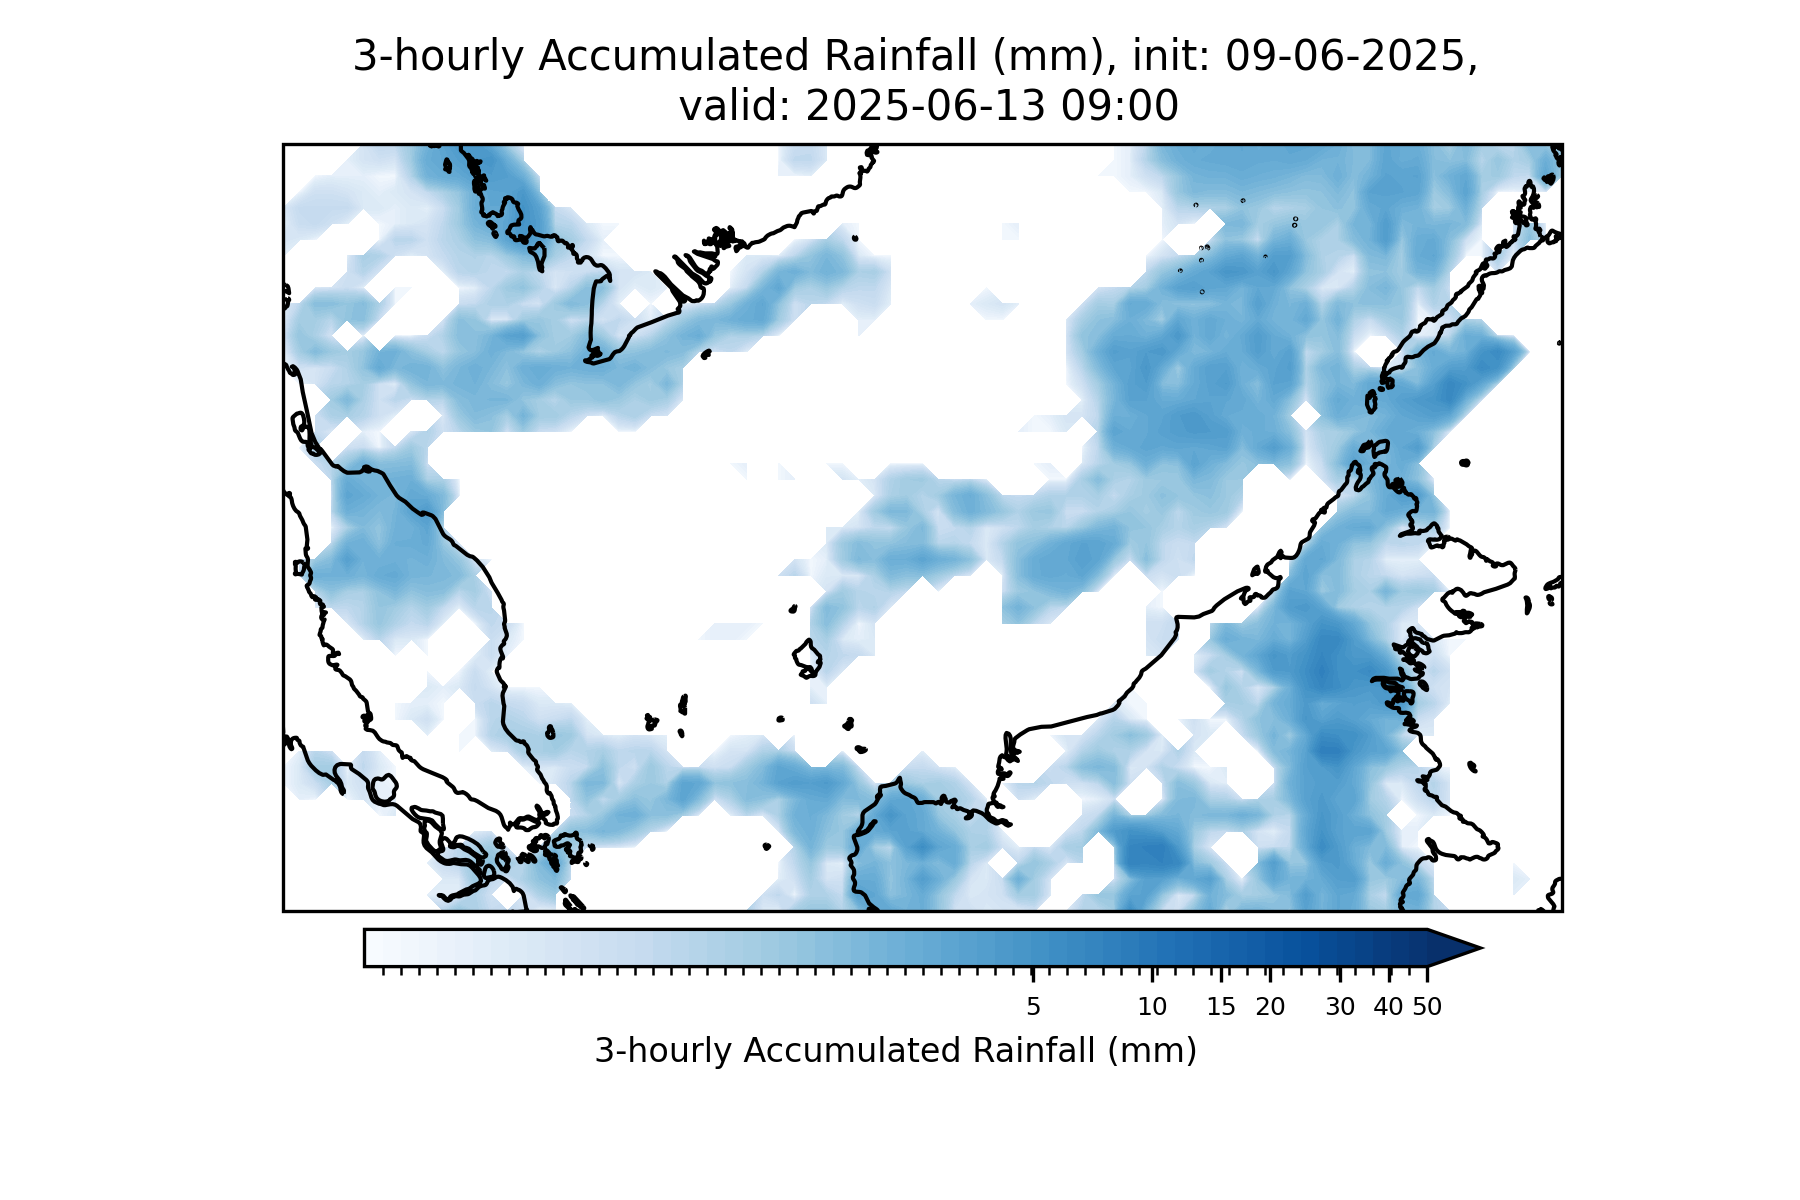 3-hourly Accumulated Rainfall (mm), init: 09-06-2025,
valid: 2025-06-13 09:00
5 10 15 20 30 40 50
3-hourly Accumulated Rainfall (mm)